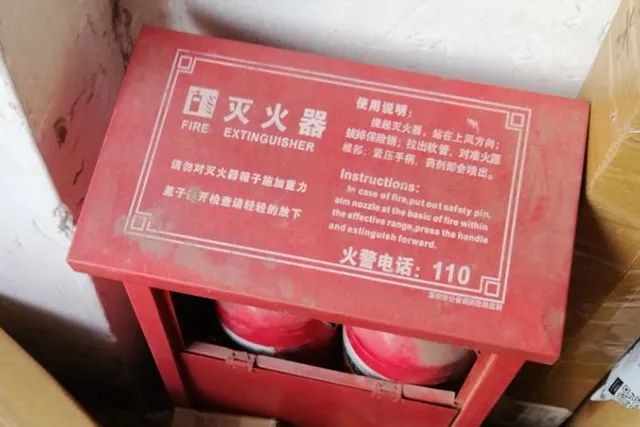 灭火器
FIRE EXTINGUISHER
请勿对灭火器箱子施加重力
盖子 开检查请轻轻的放下
使用说明：
提起灭火器，站在上风方向；
拔掉保险销；拉出软管，对准火源
根部；紧压手柄，药剂即会喷出。
Instructions:
In case of fire,put out safety pin,
aim nozzle at the basic of fire within
the effective range,press the handle
and extinguish forward.
火警电话：110